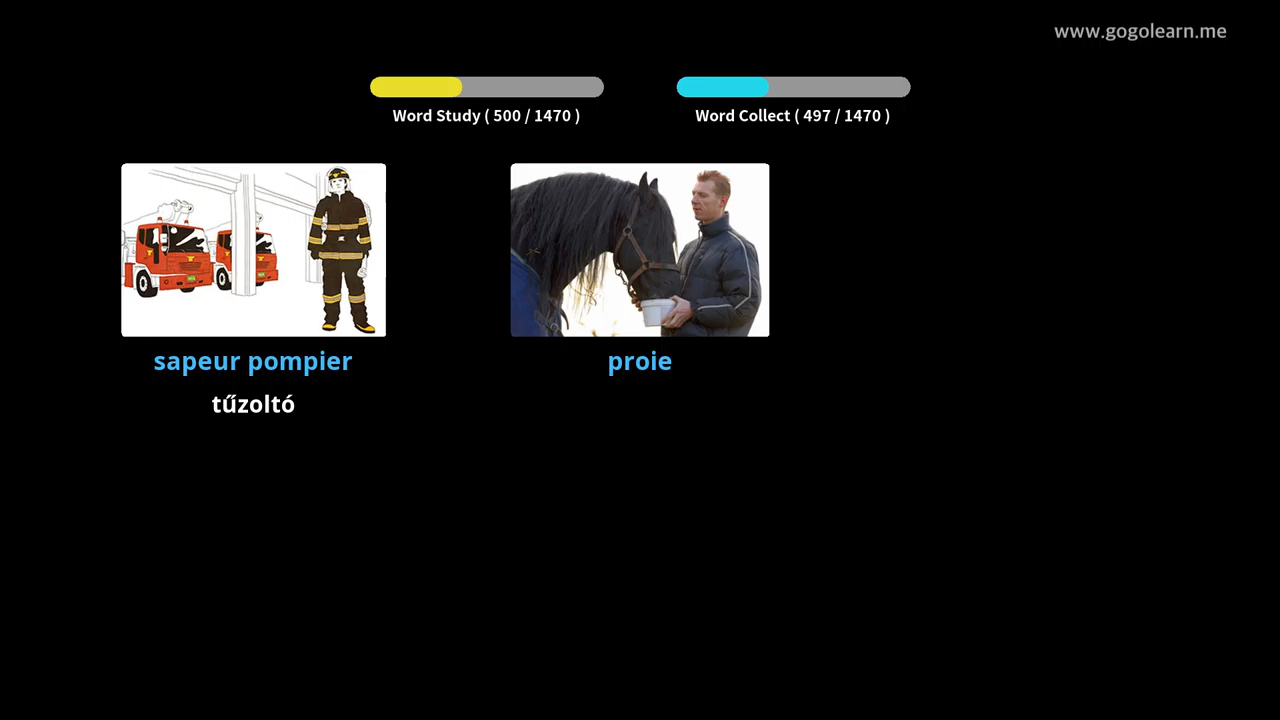 www.gogolearn.me
Word Study ( 500 / 1470 )
Word Collect ( 497 / 1470 )
sapeur pompier
proie
tűzoltó